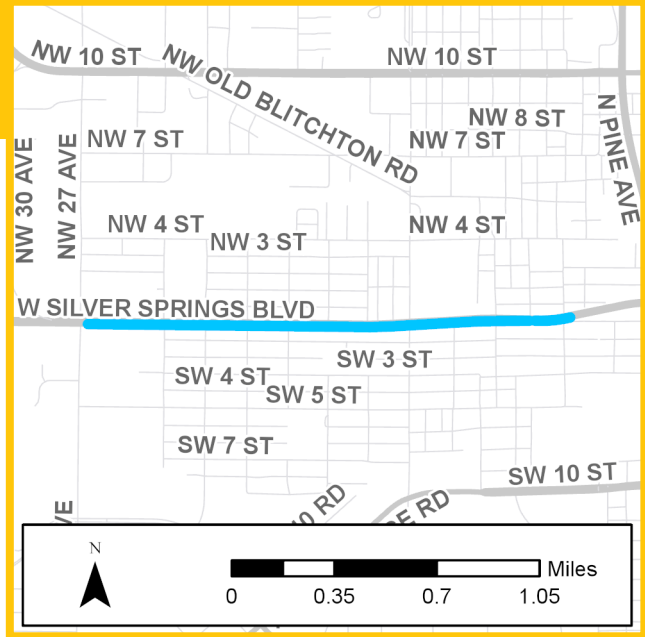 NW 10 ST
NW 10 ST
NW OLD BLITCHTON RD
NW 8 ST
N PINE AVE
NW 7 ST
NW 7 ST
NW 30 AVE
NW 27 AVE
NW 4 ST
NW 4 ST
NW 3 ST
W SILVER SPRINGS BLVD
SW 3 ST
SW 4 ST
SW 5 ST
SW 7 ST
SW 10 ST
RD
RD
N
Miles
0 0.35 0.7 1.05